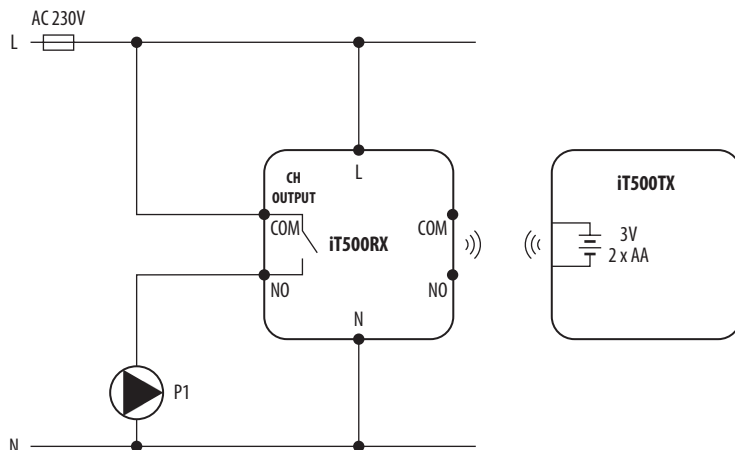 AC 230V
L
CH
OUTPUT
L
iT500TX
COM
iT500RX
COM
3V
2 x AA
NO
NO
N
P1
N